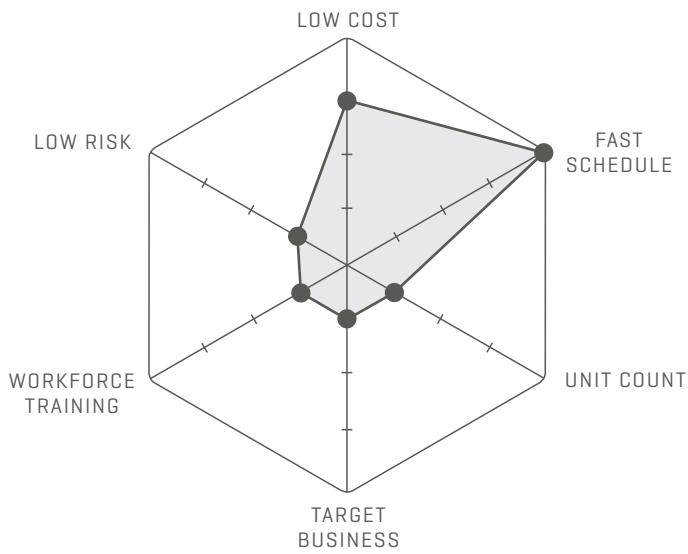 LOW COST
LOW RISK
FAST
SCHEDULE
WORKFORCE
TRAINING
UNIT COUNT
TARGET
BUSINESS